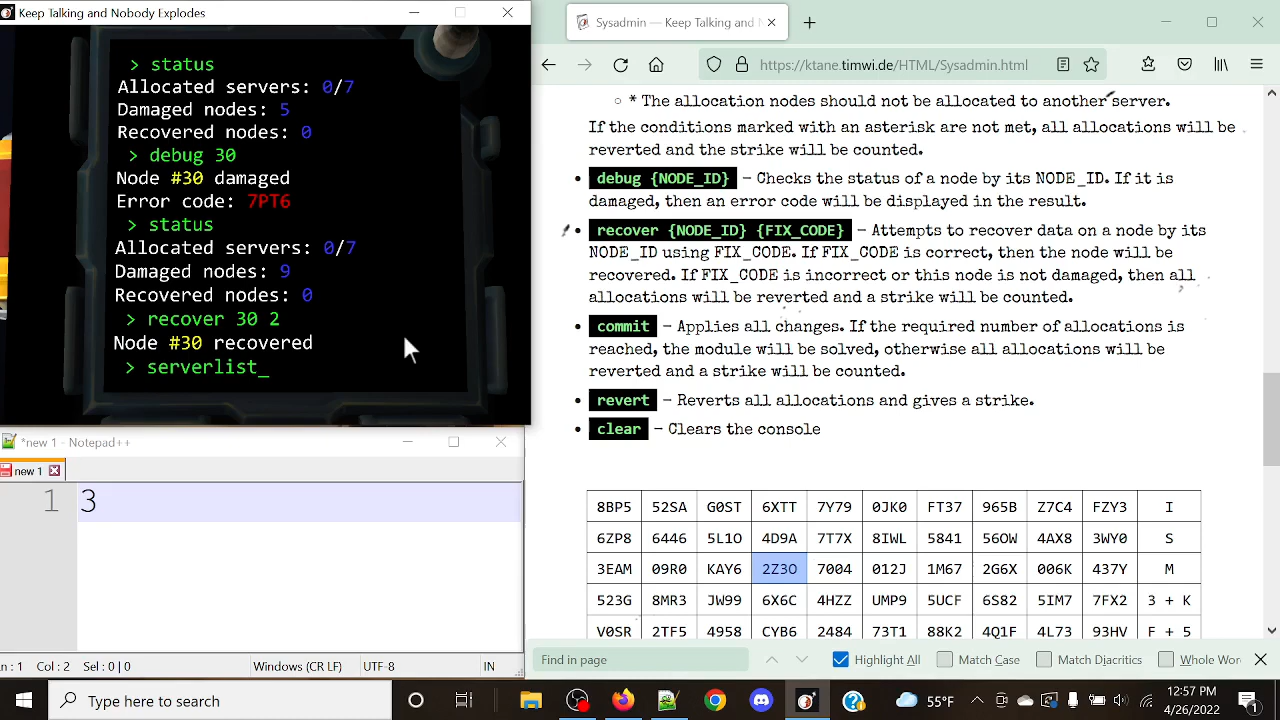 Keep Talking and Nobody Explodes
> status
Allocated servers: 0/7
Damaged nodes: 5
Recovered nodes: 0
> debug 30
Node #30 damaged
Error code: 7PT6
> status
Allocated servers: 0/7
Damaged nodes: 9
Recovered nodes: 0
> recover 30 2
Node #30 recovered
> serverlist_
*new 1 - Notepad++
new 1
1 3
Ln : 1 Col : 2 Sel : 0 | 0
Windows (CR LF)
UTF-8
IN
Sysadmin — Keep Talking and N
https://ktane.timwi.de/HTML/Sysadmin.html
* The allocation nodes should not be allocated to another server.
If the conditions marked with an asterisk are not met, all allocations will be
reverted and the strike will be counted.
debug {NODE_ID} – Checks the status of a node by its NODE_ID. If it is
damaged, then an error code will be displayed in the result.
recover {NODE_ID} {FIX_CODE} – Attempts to recover data on a node by its
NODE_ID using FIX_CODE. If FIX_CODE is correct, then the node will be
recovered. If FIX_CODE is incorrect or this node is not damaged, then all
allocations will be reverted and a strike will be counted.
commit – Applies all changes. If the required number of allocations is
reached, the module will be solved, otherwise all allocations will be
reverted and a strike will be counted.
revert – Reverts all allocations and gives a strike.
clear – Clears the console
8BP5 52SA G0ST 6XTT 7Y79 0JK0 FT37 965B Z7C4 FZY3 I
6ZP8 6446 5L1O 4D9A 7T7X 8IWL 5841 56OW 4AX8 3WY0 S
3EAM 09R0 KAY6 2Z3O 7004 012J 1M67 2G6X 006K 437Y M
523G 8MR3 JW99 6X6C 4HZZ UMP9 5UCF 6S82 5IM7 7FX2 3 + K
V0SR 2TF5 4958 CYB6 2484 73T1 88K2 4Q1F 4L73 93HV F + 5
Find in page
Highlight All
Match Case
Match Diacritics
Whole Wor
Type here to search
55°F
12:57 PM
4/26/2022
1